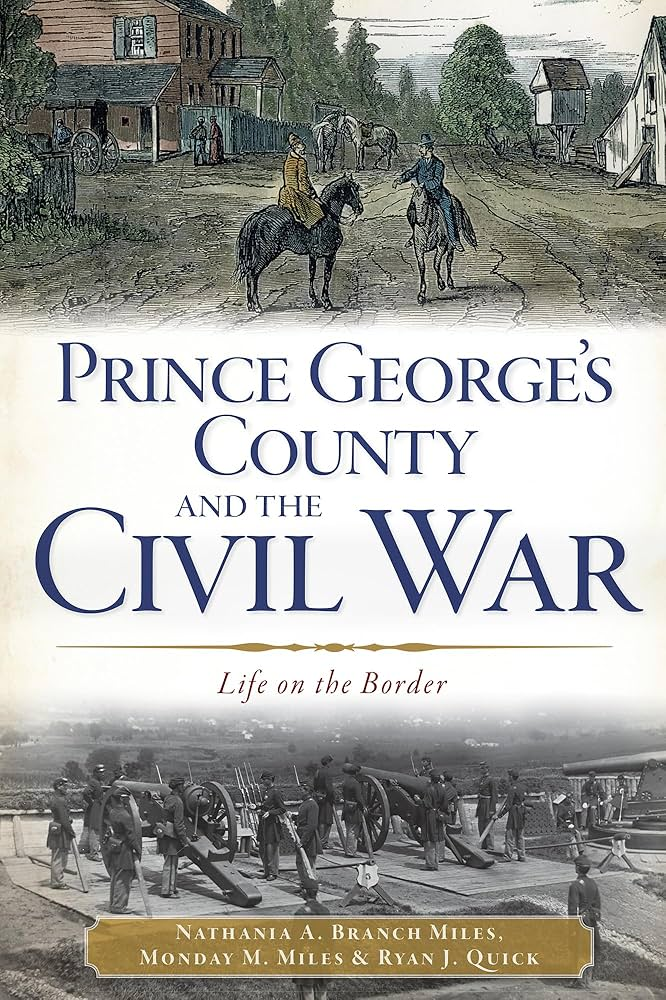 PRINCE GEORGE'S
COUNTY
AND THE
CIVIL WAR
Life on the Border
NATHANIA A. BRANCH MILES,
MONDAY M. MILES & RYAN J. QUICK